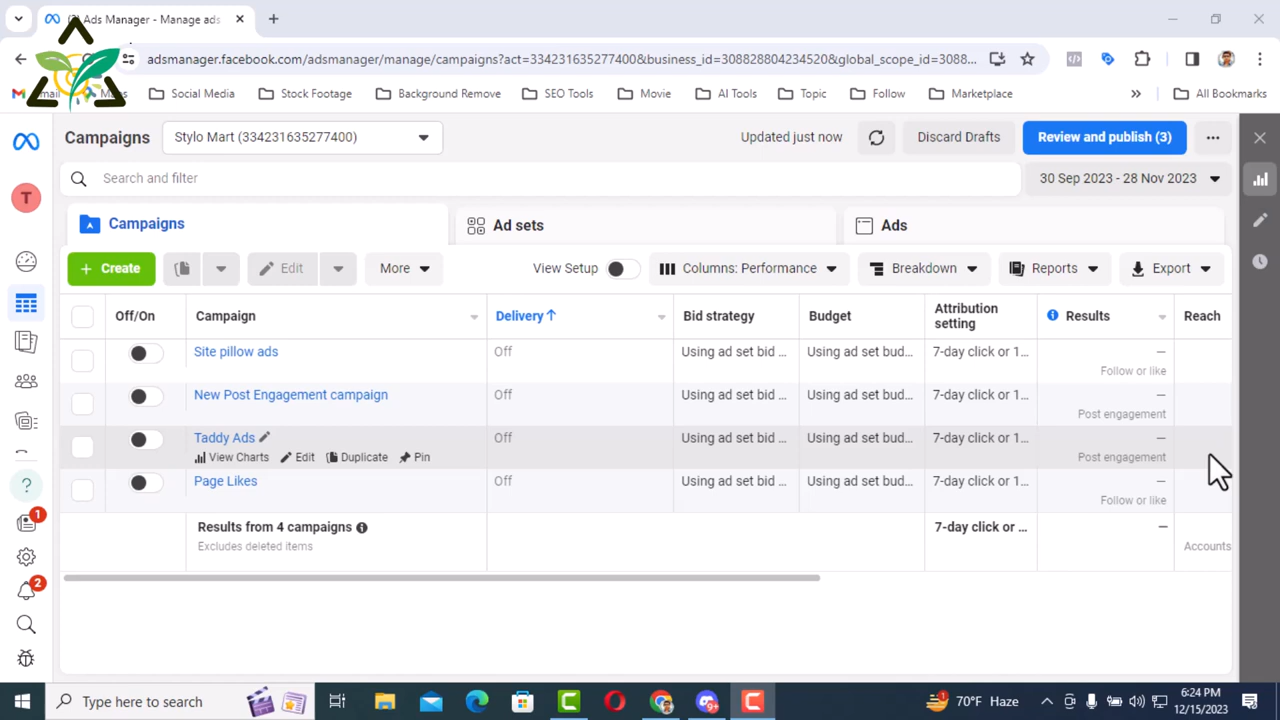 (2) Ads Manager - Manage ads
adsmanager.facebook.com/adsmanager/manage/campaigns?act=334231635277400&business_id=308828804234520&global_scope_id=3088...
Social Media
Stock Footage
Background Remove
SEO Tools
Movie
AI Tools
Topic
Follow
Marketplace
All Bookmarks
Campaigns
Stylo Mart (334231635277400)
Updated just now
Discard Drafts
Review and publish (3)
T
Search and filter
30 Sep 2023 - 28 Nov 2023
Campaigns
Ad sets
Ads
+ Create
Edit
More
View Setup
Columns: Performance
Breakdown
Reports
Export
Off/On
Campaign
Delivery ↑
Bid strategy
Budget
Attribution
setting
Results
Reach
Site pillow ads
Off
Using ad set bid ...
Using ad set bud...
7-day click or 1...
—
Follow or like
New Post Engagement campaign
Off
Using ad set bid ...
Using ad set bud...
7-day click or 1...
—
Post engagement
Taddy Ads
Off
Using ad set bid ...
Using ad set bud...
7-day click or 1...
—
View Charts
Edit
Duplicate
Pin
Post engagement
Page Likes
Off
Using ad set bid ...
Using ad set bud...
7-day click or 1...
—
Follow or like
Results from 4 campaigns
7-day click or ...
—
Excludes deleted items
Accounts
?
1
2
Type here to search
70°F Haze
6:24 PM
12/15/2023